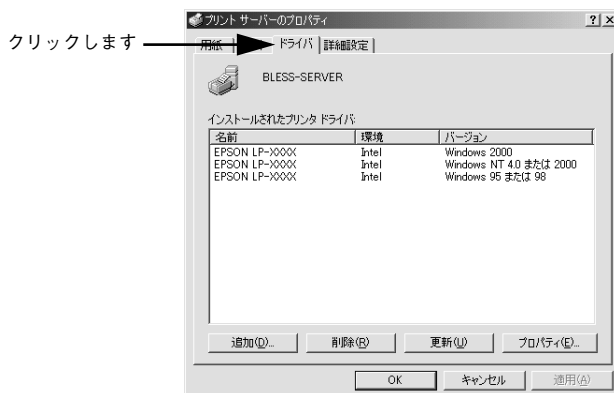 プリント サーバーのプロパティ
クリックします
用紙
ドライバ
詳細設定
BLESS-SERVER
インストールされたプリンタ ドライバ:
名前 環境 バージョン
EPSON LP-XXXX Intel Windows 2000
EPSON LP-XXXX Intel Windows NT 4.0 または 2000
EPSON LP-XXXX Intel Windows 95 または 98
追加(D)... 削除(R) 更新(U) プロパティ(E)...
OK キャンセル 適用(A)